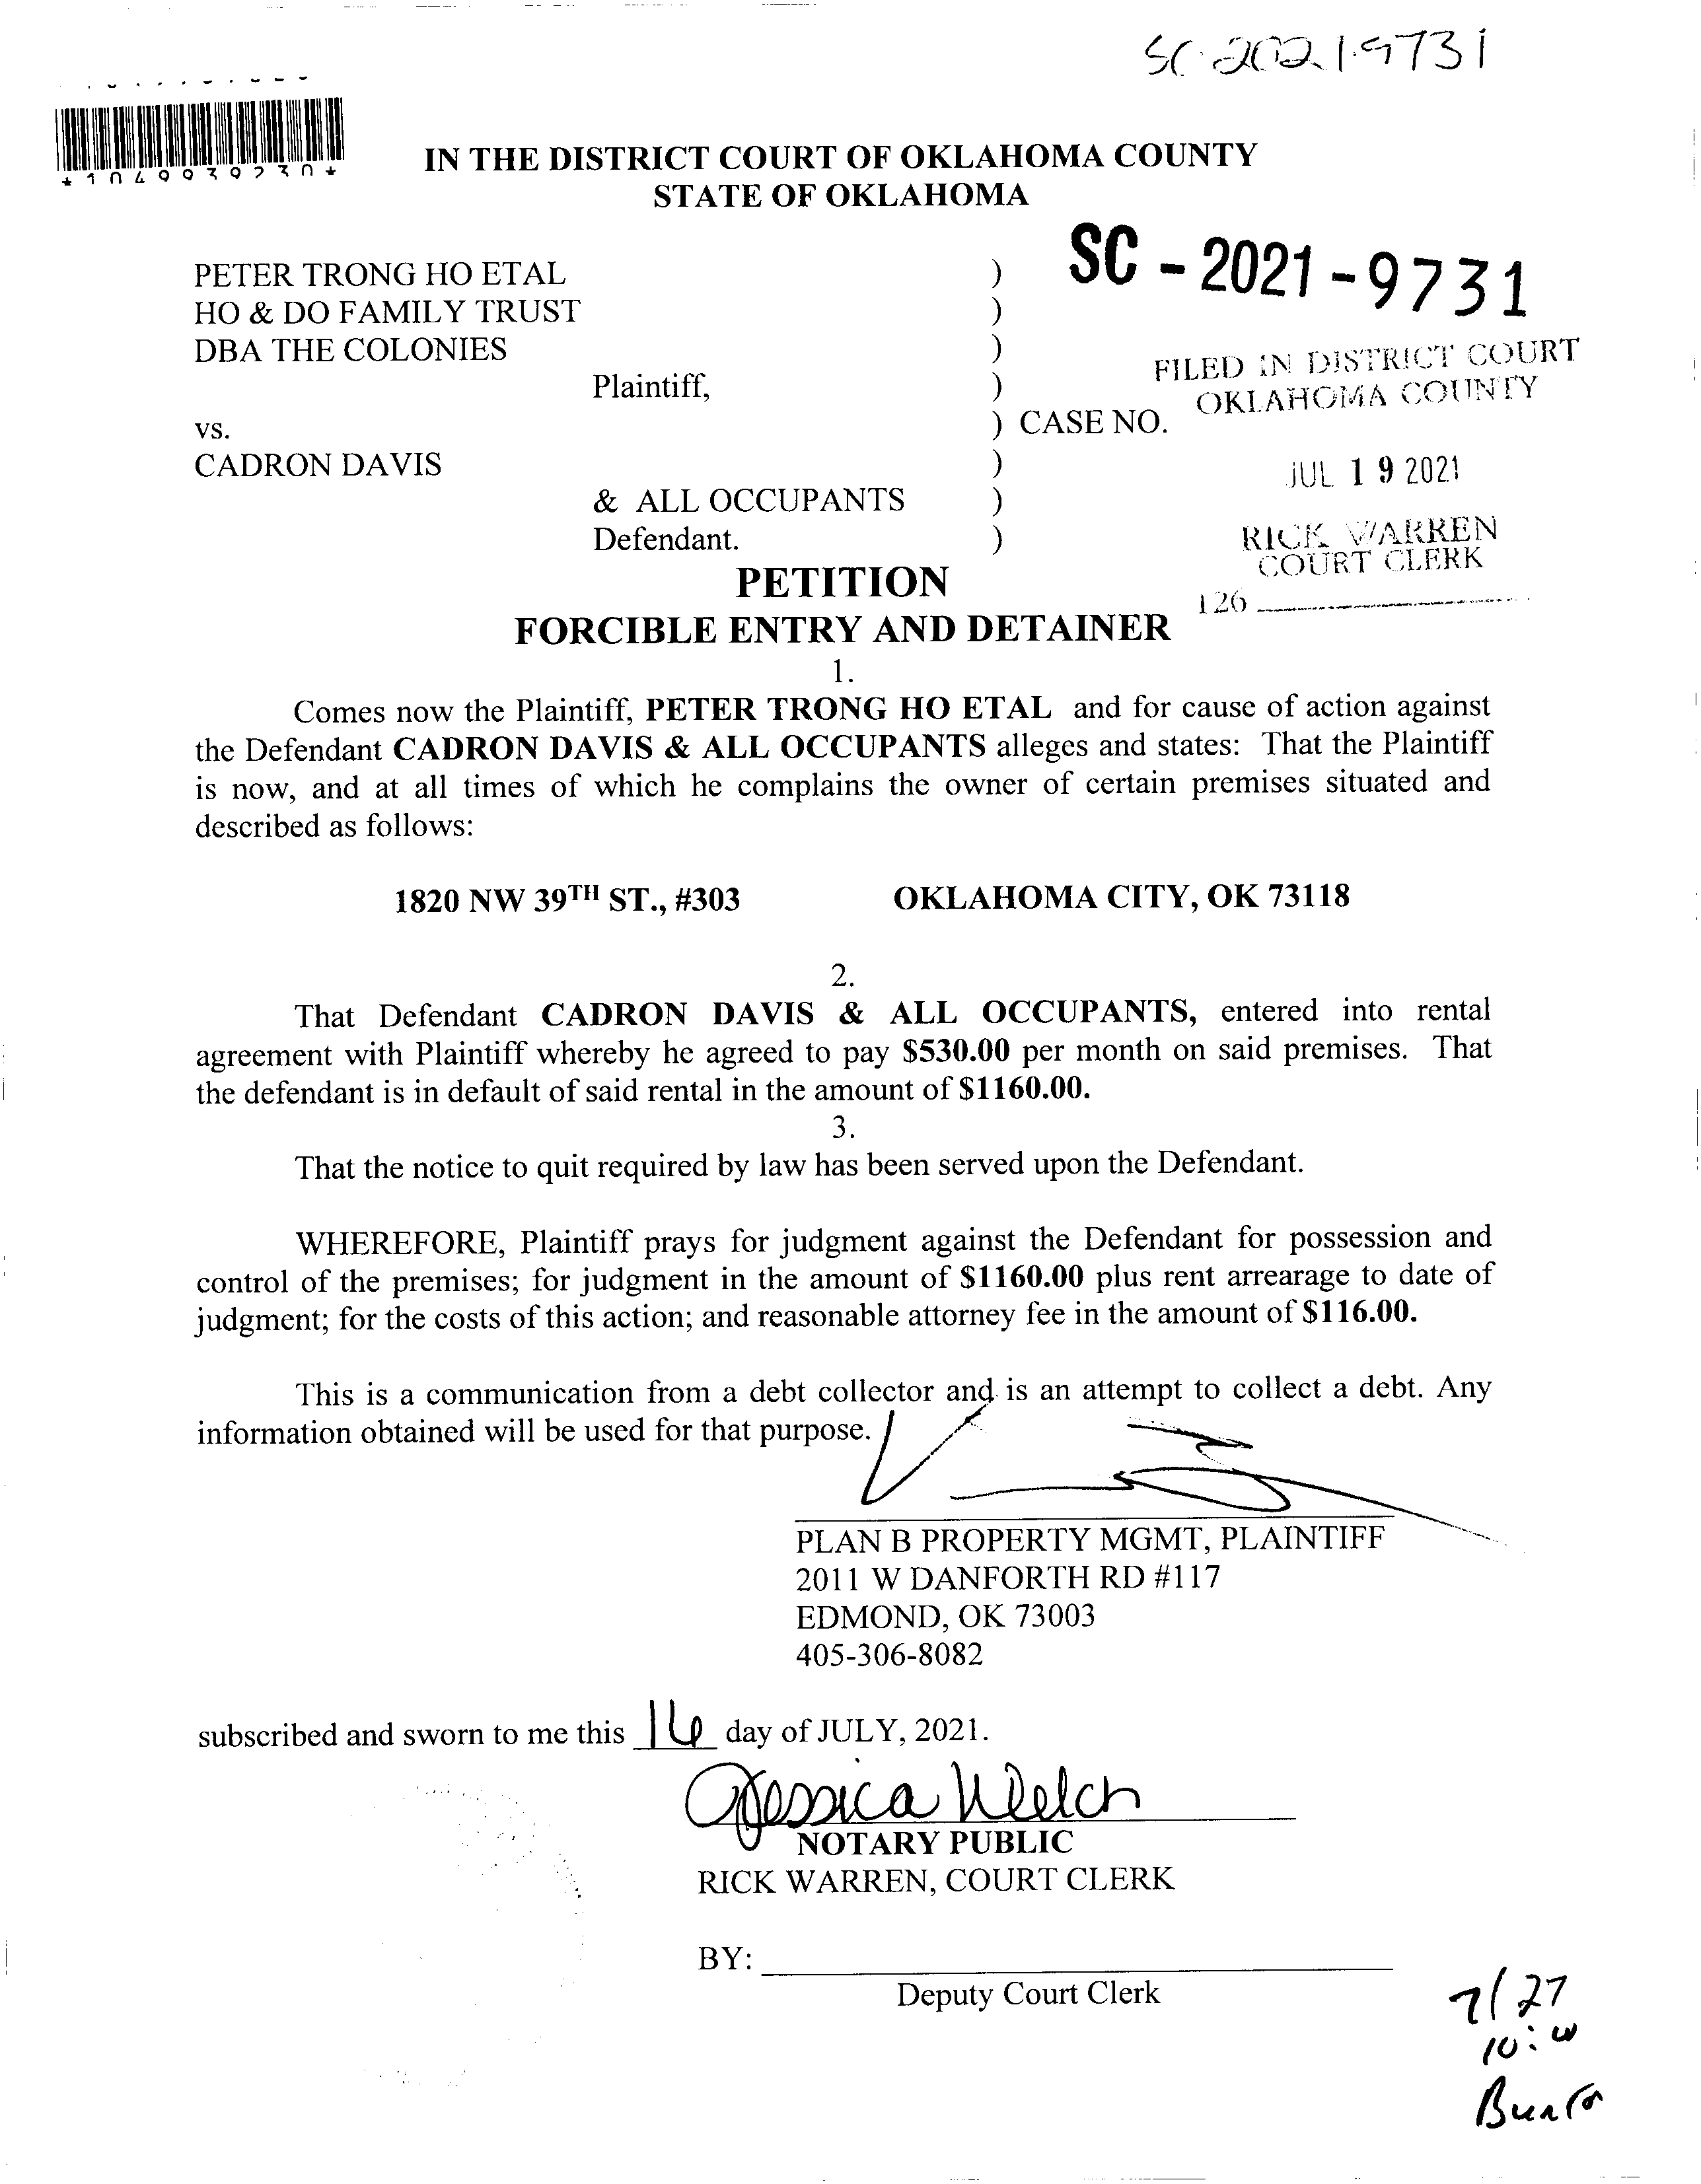 SC-2021-9731
IN THE DISTRICT COURT OF OKLAHOMA COUNTY
STATE OF OKLAHOMA
PETER TRONG HO ETAL )
HO & DO FAMILY TRUST )
DBA THE COLONIES )
Plaintiff, )
vs. ) CASE NO.
CADRON DAVIS )
& ALL OCCUPANTS )
Defendant. )
SC - 2021 - 9731
FILED IN DISTRICT COURT
OKLAHOMA COUNTY
JUL 19 2021
RICK WARREN
COURT CLERK
126
PETITION
FORCIBLE ENTRY AND DETAINER
1.
Comes now the Plaintiff, PETER TRONG HO ETAL and for cause of action against
the Defendant CADRON DAVIS & ALL OCCUPANTS alleges and states: That the Plaintiff
is now, and at all times of which he complains the owner of certain premises situated and
described as follows:
1820 NW 39TH ST., #303 OKLAHOMA CITY, OK 73118
2.
That Defendant CADRON DAVIS & ALL OCCUPANTS, entered into rental
agreement with Plaintiff whereby he agreed to pay $530.00 per month on said premises. That
the defendant is in default of said rental in the amount of $1160.00.
3.
That the notice to quit required by law has been served upon the Defendant.
WHEREFORE, Plaintiff prays for judgment against the Defendant for possession and
control of the premises; for judgment in the amount of $1160.00 plus rent arrearage to date of
judgment; for the costs of this action; and reasonable attorney fee in the amount of $116.00.
This is a communication from a debt collector and is an attempt to collect a debt. Any
information obtained will be used for that purpose.
PLAN B PROPERTY MGMT, PLAINTIFF
2011 W DANFORTH RD #117
EDMOND, OK 73003
405-306-8082
subscribed and sworn to me this 16 day of JULY, 2021.
Jessica Welch
NOTARY PUBLIC
RICK WARREN, COURT CLERK
BY:
Deputy Court Clerk
7/27